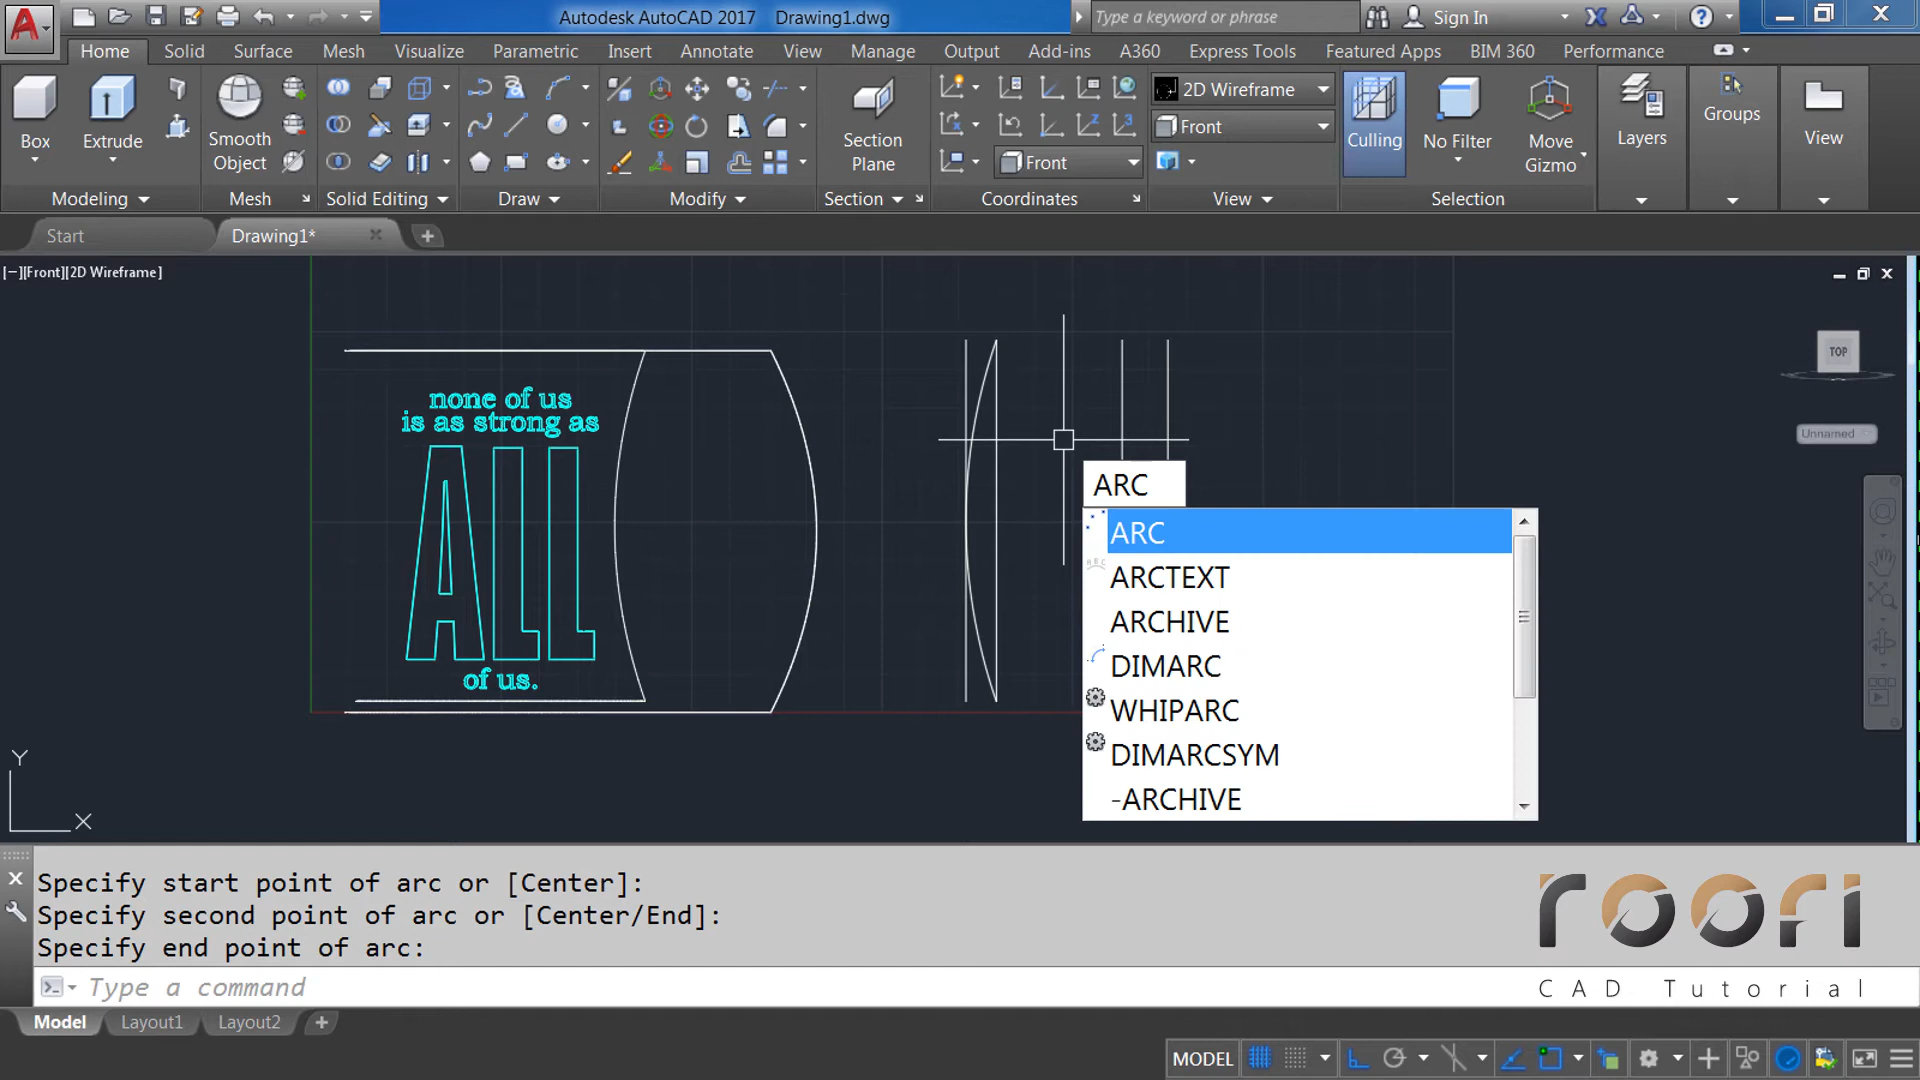 Autodesk AutoCAD 2017 Drawing1.dwg
Type a keyword or phrase
Sign In
Home Solid Surface Mesh Visualize Parametric Insert Annotate View Manage Output Add-ins A360 Express Tools Featured Apps BIM 360 Performance
Box
Extrude
Smooth
Object
Section
Plane
2D Wireframe
Front
Front
Culling
No Filter
Move
Gizmo
Layers
Groups
View
Modeling
Mesh
Solid Editing
Draw
Modify
Section
Coordinates
View
Selection
Start
Drawing1*
[−][Front][2D Wireframe]
TOP
Unnamed
none of us
is as strong as
ALL
of us.
ARC
ARC
ARCTEXT
ARCHIVE
DIMARC
WHIPARC
DIMARCSYM
-ARCHIVE
Y
X
Specify start point of arc or [Center]:
Specify second point of arc or [Center/End]:
Specify end point of arc:
Type a command
roofi
CAD Tutorial
Model Layout1 Layout2
MODEL